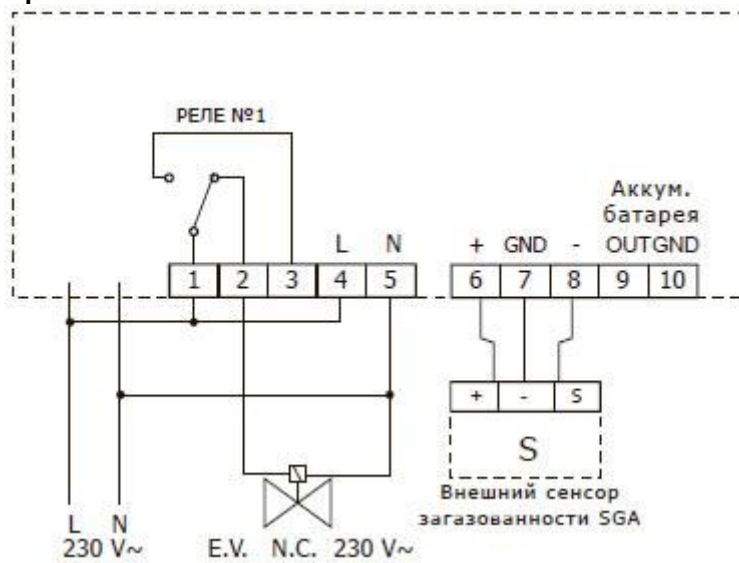 РЕЛЕ №1
Аккум.
батарея
L N + GND - OUT GND
1 2 3 4 5 6 7 8 9 10
+ - S
S
Внешний сенсор
загазованности SGA
L N
230 V~ E.V. N.C. 230 V~